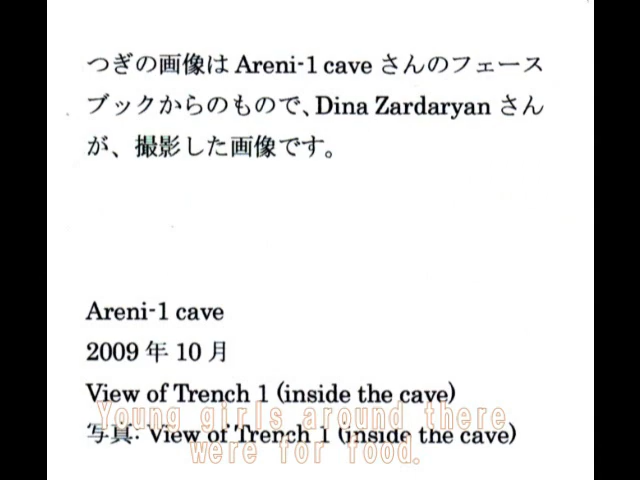 つぎの画像は Areni-1 cave さんのフェース
ブックからのもので、Dina Zardaryan さん
が、撮影した画像です。
Areni-1 cave
2009 年 10 月
View of Trench 1 (inside the cave)
写真: View of Trench 1 (inside the cave)
Young girls around there
were for food.